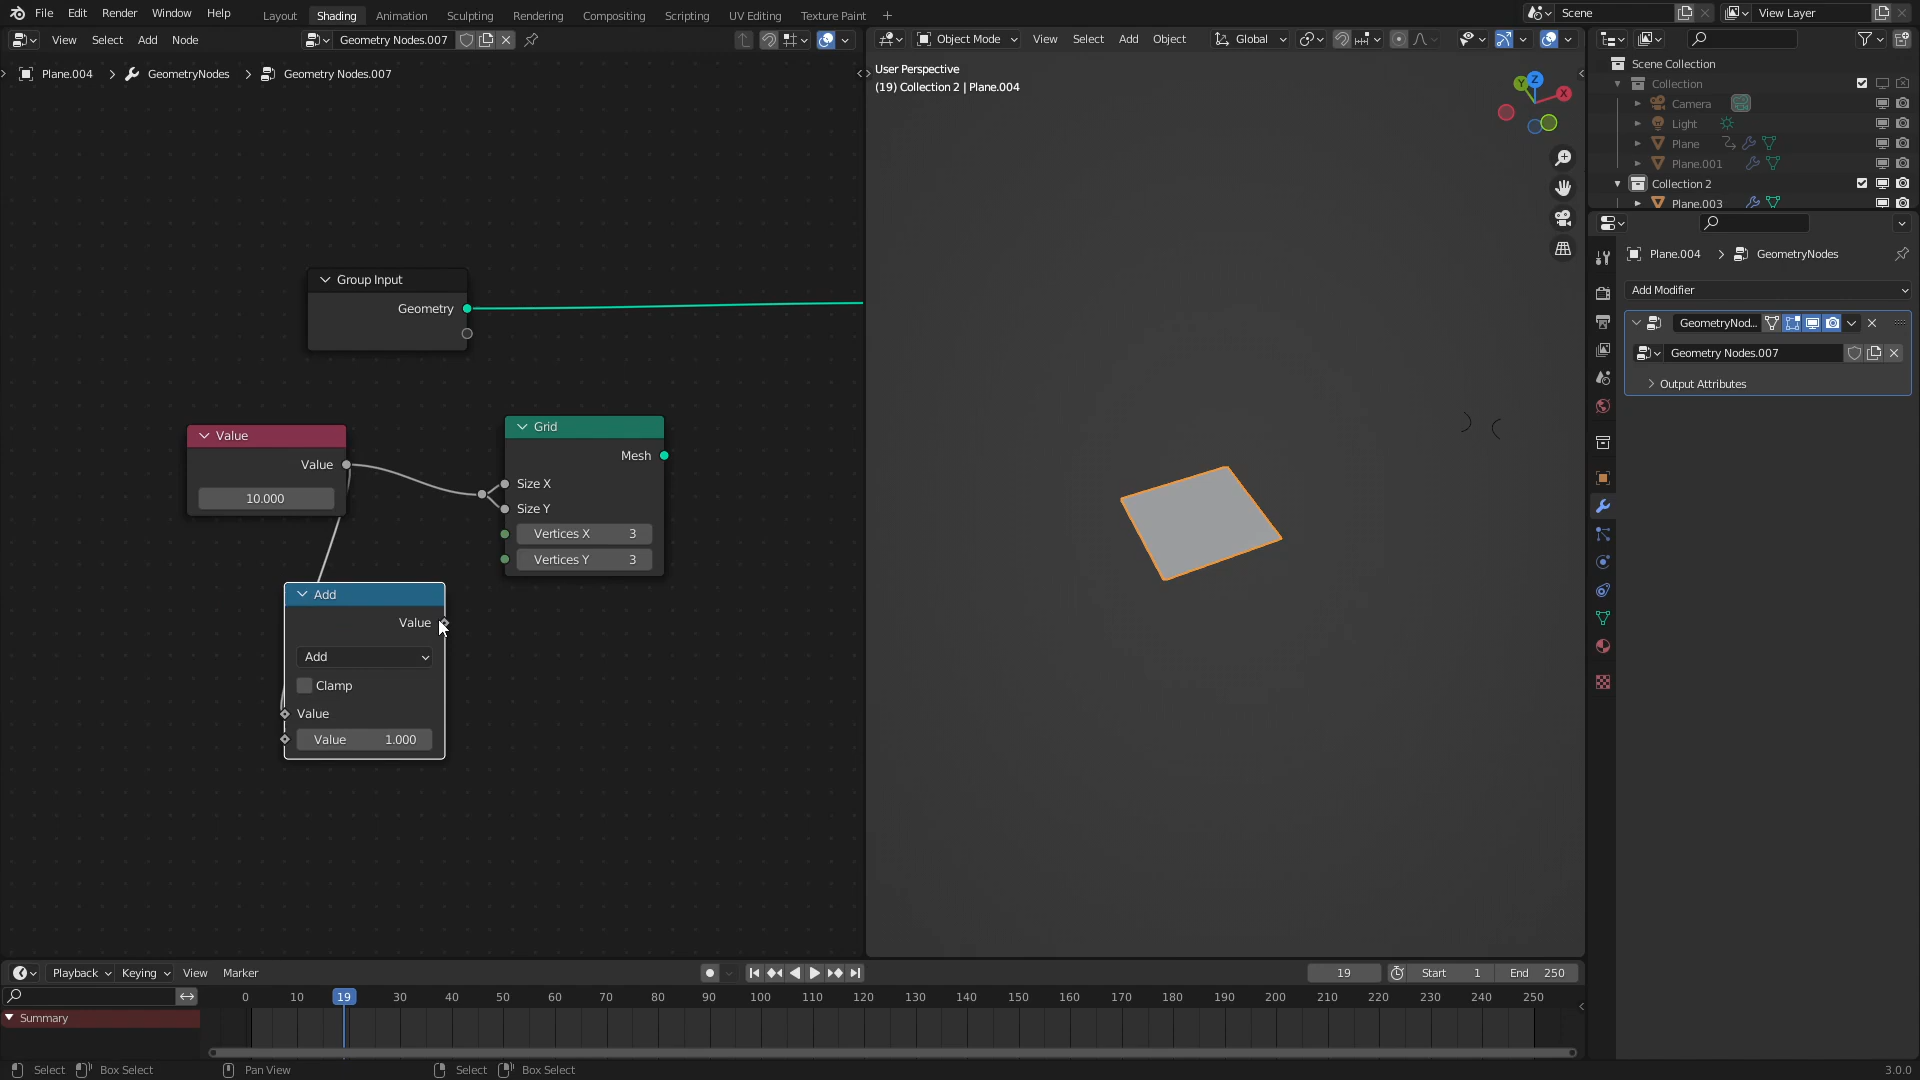 File Edit Render Window Help Layout Shading Animation Sculpting Rendering Compositing Scripting UV Editing Texture Paint Scene View Layer
View Select Add Node Geometry Nodes.007 Object Mode View Select Add Object Global
Plane.004 GeometryNodes Geometry Nodes.007
User Perspective
(19) Collection 2 | Plane.004
Y Z X
Group Input
Geometry
Value
Value
10.000
Grid
Mesh
Size X
Size Y
Vertices X 3
Vertices Y 3
Add
Value
Add
Clamp
Value
Value 1.000
Scene Collection
Collection
Camera
Light
Plane
Plane.001
Collection 2
Plane.003
Plane.004 GeometryNodes
Add Modifier
GeometryNod...
Geometry Nodes.007
Output Attributes
Playback Keying View Marker 19 Start 1 End 250
0 10 19 30 40 50 60 70 80 90 100 110 120 130 140 150 160 170 180 190 200 210 220 230 240 250
Summary
Select Box Select Pan View Select Box Select 3.0.0